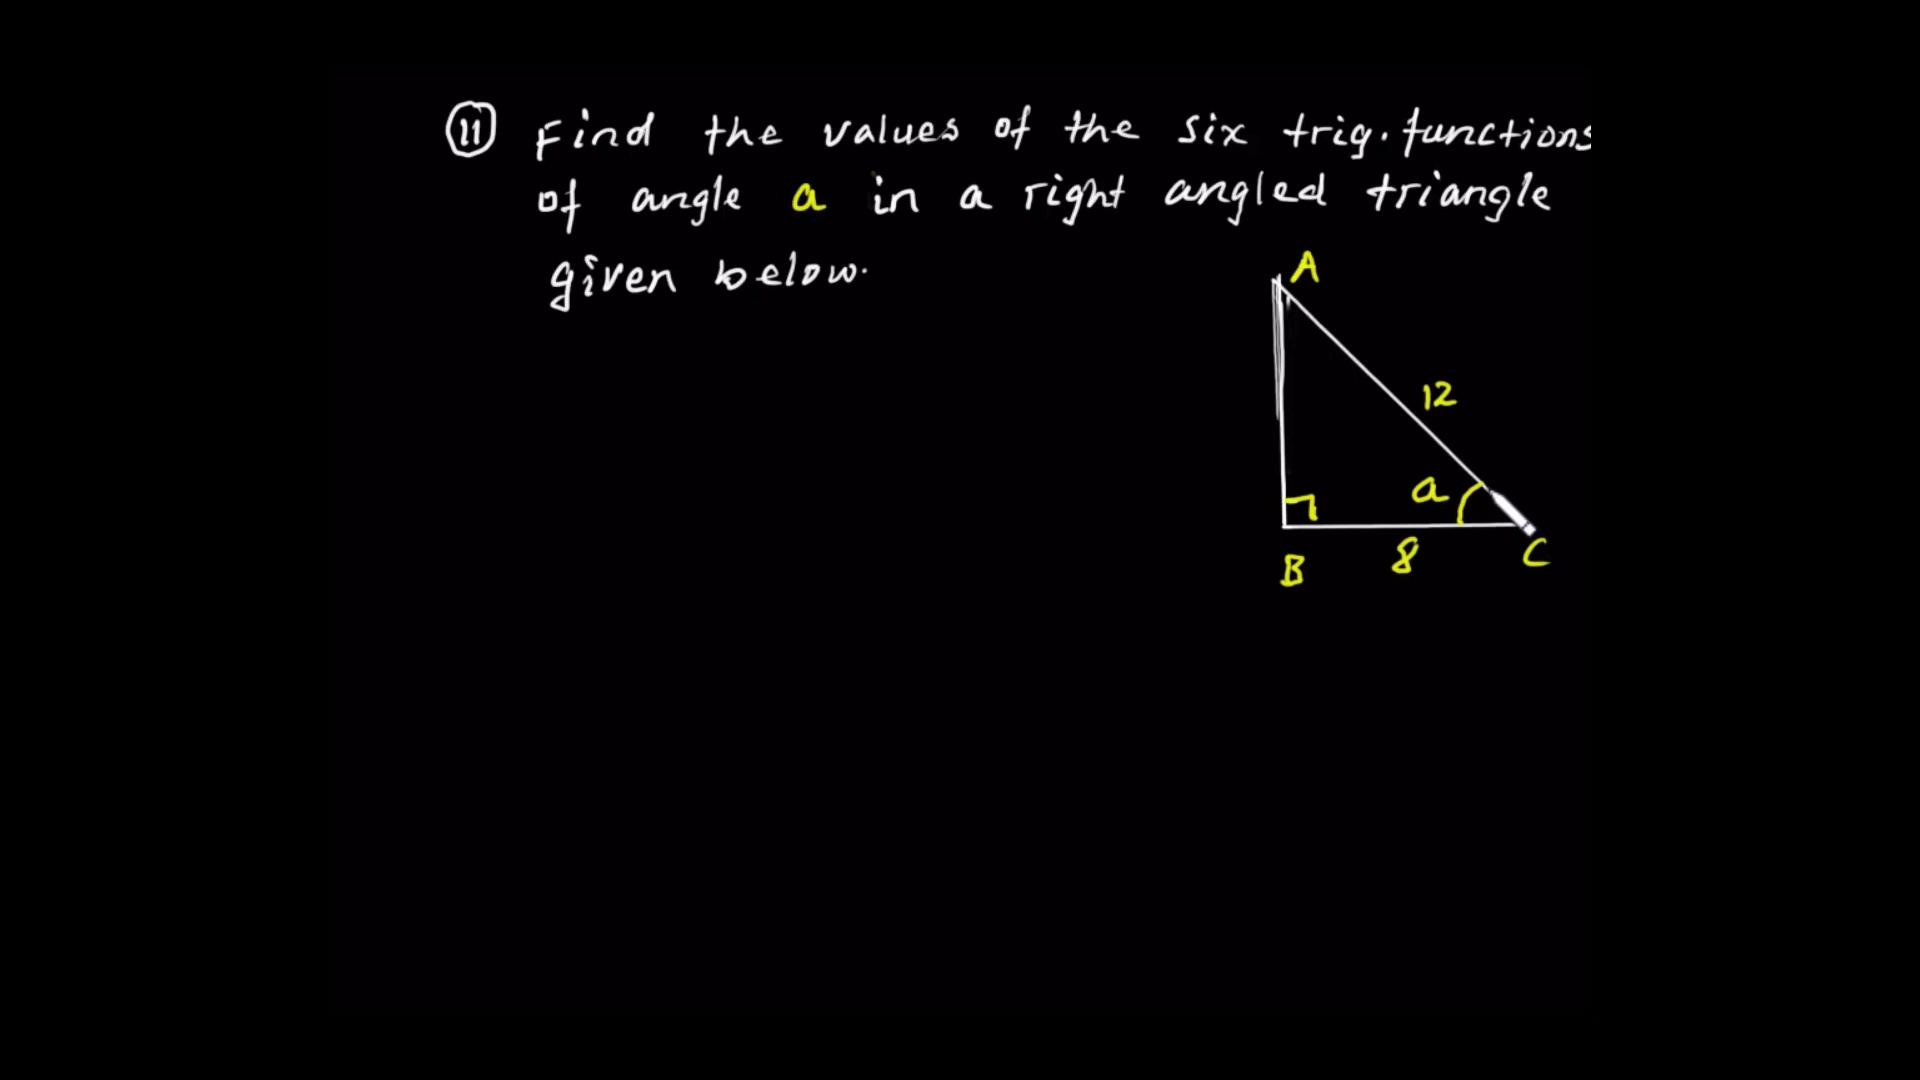 11 Find the values of the six trig. functions
of angle a in a right angled triangle
given below.
A
12
a
B 8 C